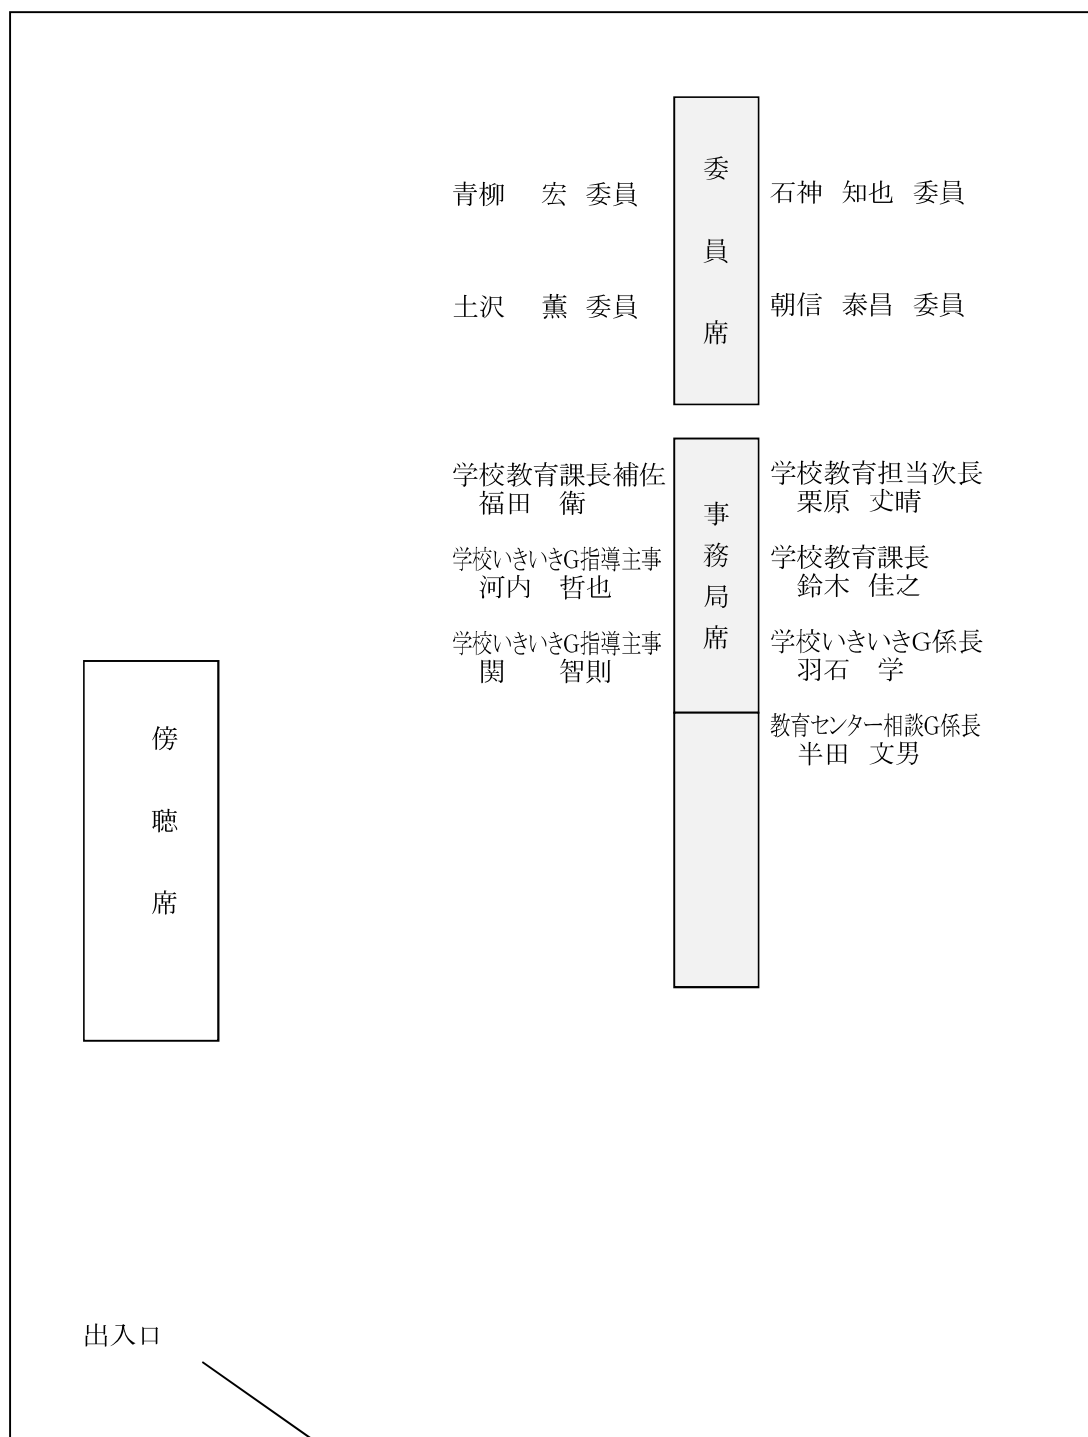 委員席
青柳　宏 委員
石神 知也 委員
土沢　薫 委員
朝信 泰昌 委員
事務局席
学校教育課長補佐
福田　衛
学校教育担当次長
栗原 丈晴
学校いきいきG指導主事
河内　哲也
学校教育課長
鈴木 佳之
学校いきいきG指導主事
関　　智則
学校いきいきG係長
羽石　学
教育センター相談G係長
半田 文男
傍聴席
出入口